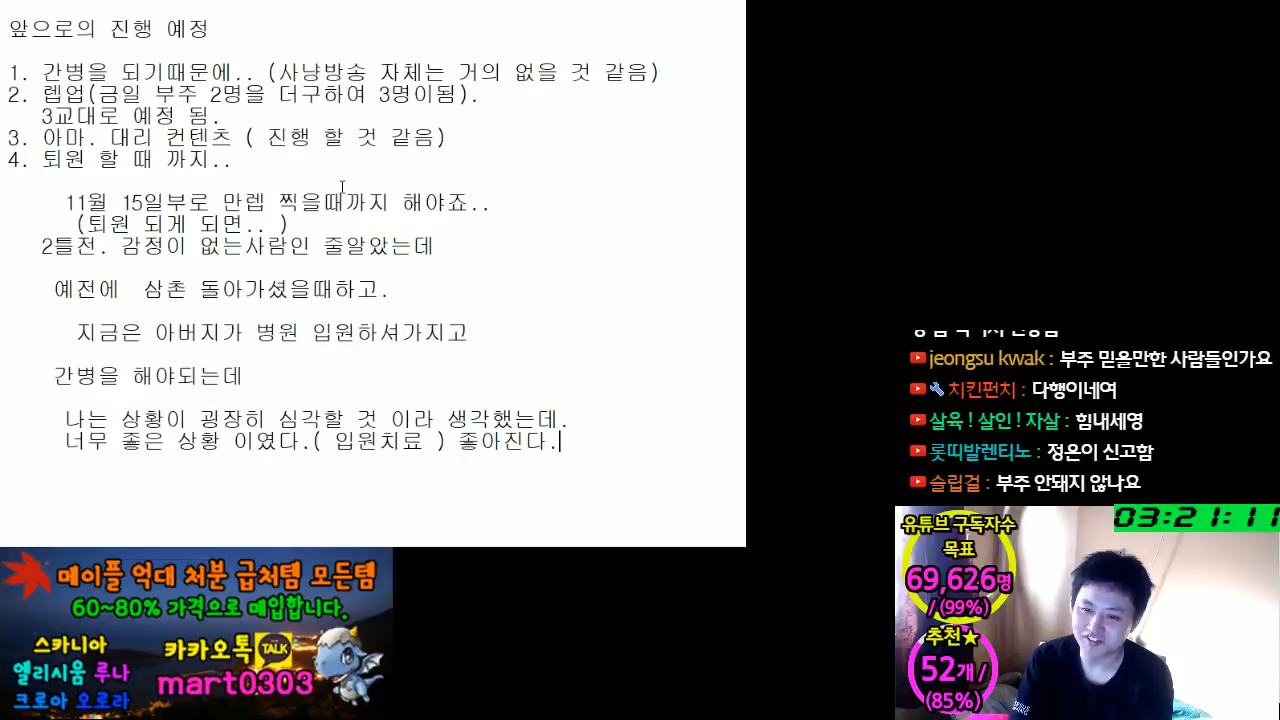 앞으로의 진행 예정
1. 간병을 되기때문에.. (사냥방송 자체는 거의 없을 것 같음)
2. 렙업(금일 부주 2명을 더구하여 3명이됨).
3교대로 예정 됨.
3. 아마. 대리 컨텐츠 ( 진행 할 것 같음)
4. 퇴원 할 때 까지..
11월 15일부로 만렙 찍을때까지 해야죠..
(퇴원 되게 되면.. )
2틀전. 감정이 없는사람인 줄알았는데
예전에 삼촌 돌아가셨을때하고.
지금은 아버지가 병원 입원하셔가지고
간병을 해야되는데
나는 상황이 굉장히 심각할 것 이라 생각했는데.
너무 좋은 상황 이였다.( 입원치료 ) 좋아진다.
jeongsu kwak : 부주 믿을만한 사람들인가요
치킨펀치 : 다행이네여
살육 ! 살인 ! 자살 : 힘내세영
롯띠발렌티노 : 정은이 신고함
슬립걸 : 부주 안돼지 않나요
03:21:11
유튜브 구독자수
목표
69,626명
/ (99%)
추천★
52개 /
(85%)
메이플 억대 처분 급처템 모든템
60~80% 가격으로 매입합니다.
스카니아
엘리시움 루나
크로아 오로라
카카오톡 TALK
mart0303